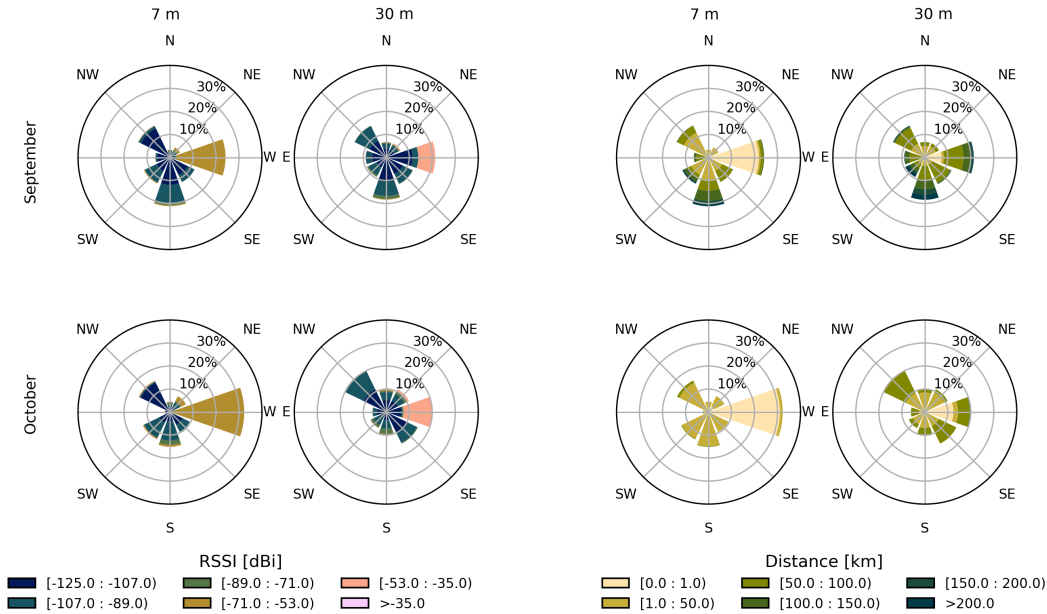 7 m 30 m 7 m 30 m
N N N N
NW NE NW NE NW NE NW NE
30% 30% 30% 30%
20% 20% 20% 20%
10% 10% 10% 10%
September
W E W E
SW SE SW SE SW SE SW SE
NW NE NW NE NW NE NW NE
30% 30% 30% 30%
20% 20% 20% 20%
10% 10% 10% 10%
October
W E W E
SW SE SW SE SW SE SW SE
S S S S
RSSI [dBi]
[-125.0 : -107.0) [-89.0 : -71.0) [-53.0 : -35.0)
[-107.0 : -89.0) [-71.0 : -53.0) >-35.0
Distance [km]
[0.0 : 1.0) [50.0 : 100.0) [150.0 : 200.0)
[1.0 : 50.0) [100.0 : 150.0) >200.0